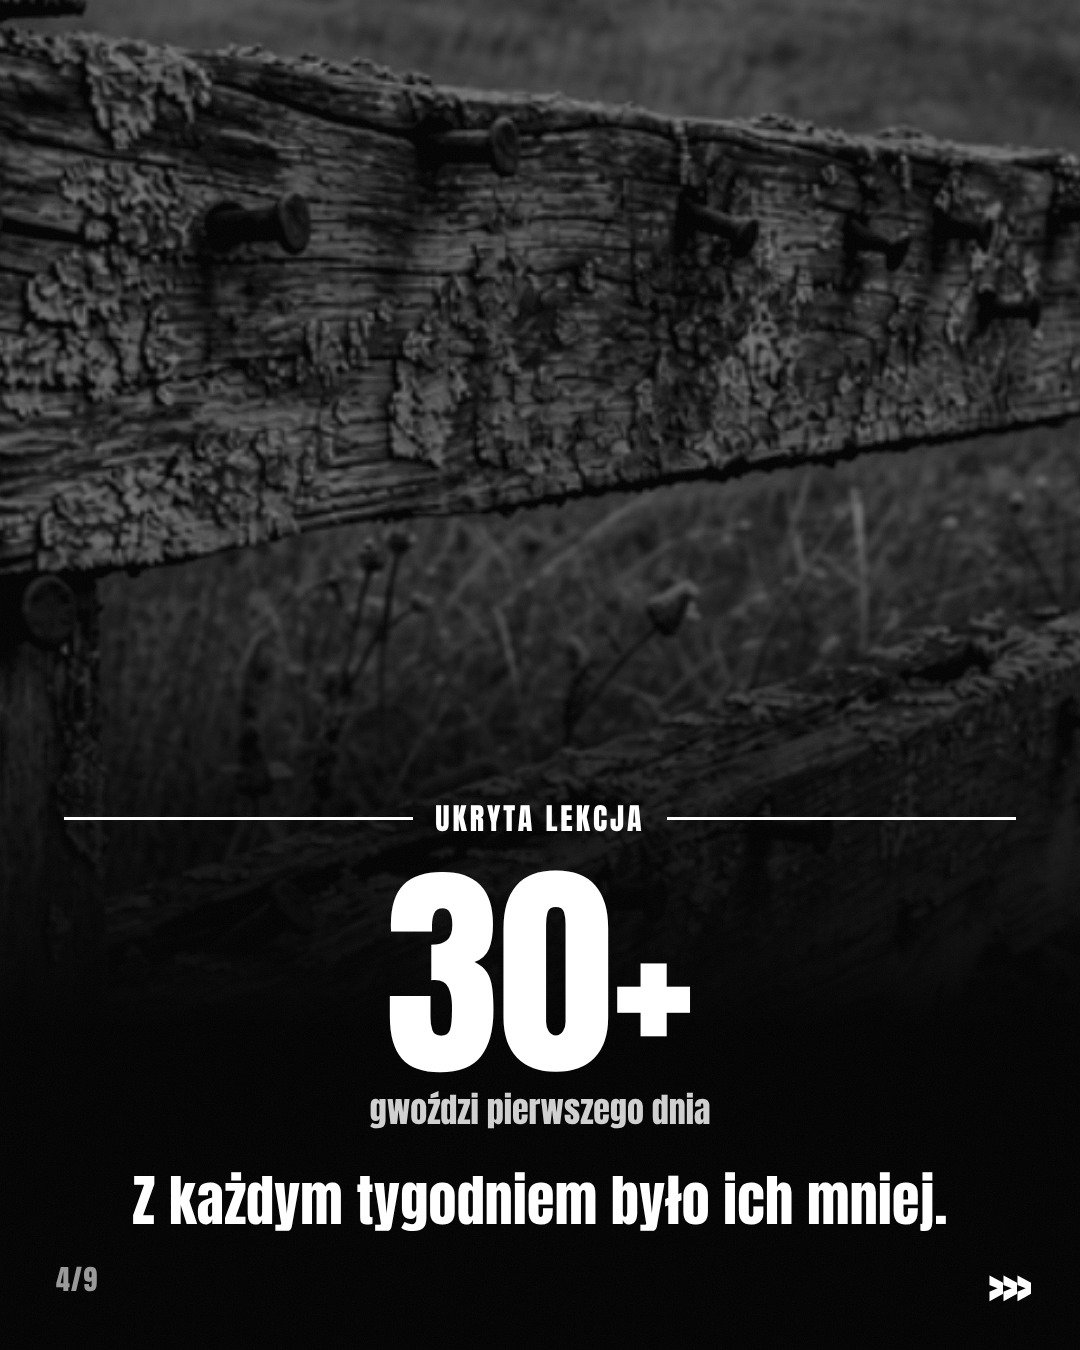 UKRYTA LEKCJA
30+
gwoździ pierwszego dnia
Z każdym tygodniem było ich mniej.
4/9
>>>